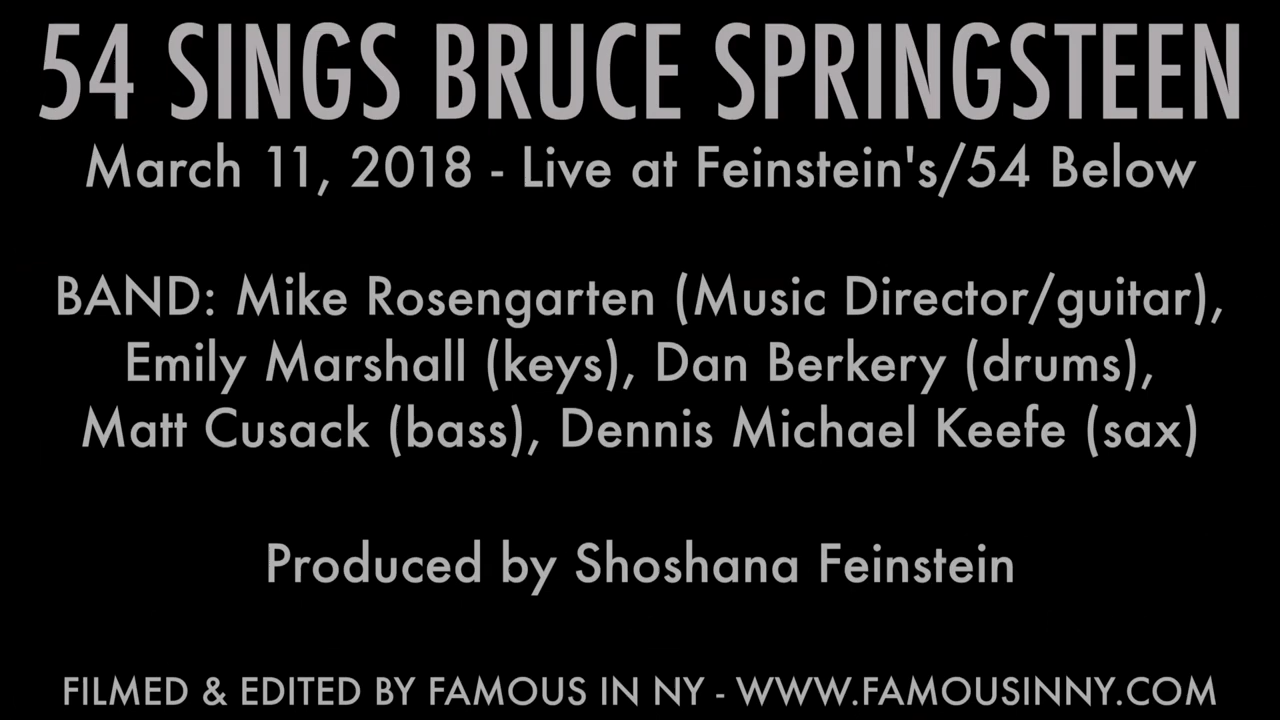 54 SINGS BRUCE SPRINGSTEEN
March 11, 2018 - Live at Feinstein's/54 Below
BAND: Mike Rosengarten (Music Director/guitar),
Emily Marshall (keys), Dan Berkery (drums),
Matt Cusack (bass), Dennis Michael Keefe (sax)
Produced by Shoshana Feinstein
FILMED & EDITED BY FAMOUS IN NY - WWW.FAMOUSINNY.COM